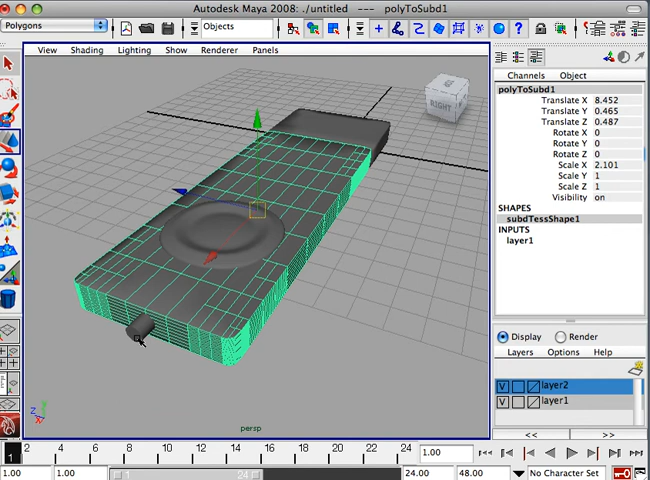 Autodesk Maya 2008: ./untitled --- polyToSubd1
Polygons
Objects
View Shading Lighting Show Renderer Panels
RIGHT
persp
Channels Object
polyToSubd1
Translate X 8.452
Translate Y 0.465
Translate Z 0.487
Rotate X 0
Rotate Y 0
Rotate Z 0
Scale X 2.101
Scale Y 1
Scale Z 1
Visibility on
SHAPES
subdTessShape1
INPUTS
layer1
Display Render
Layers Options Help
V layer2
V layer1
<< >>
1 2 4 6 8 10 12 14 16 18 20 22 24 1.00
1.00 1.00 1 24 24.00 48.00 No Character Set